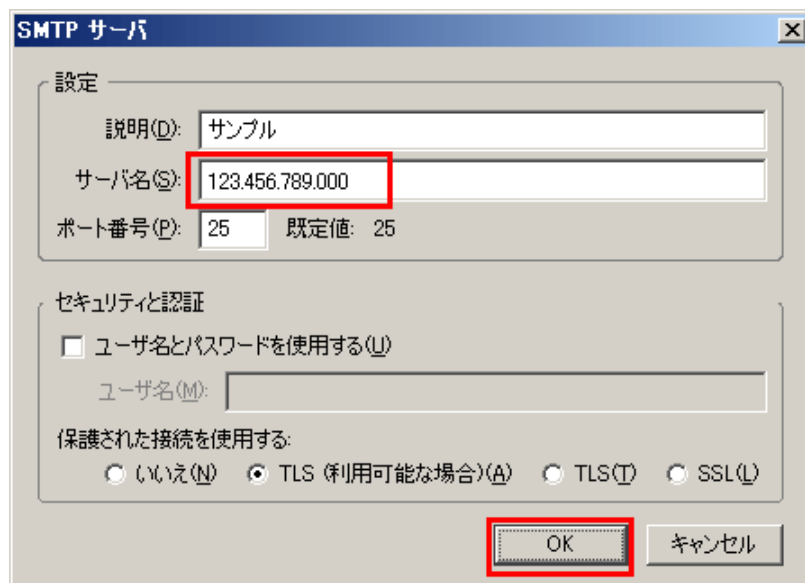 SMTP サーバ
設定
説明(D): サンプル
サーバ名(S): 123.456.789.000
ポート番号(P): 25 既定値: 25
セキュリティと認証
ユーザ名とパスワードを使用する(U)
ユーザ名(M):
保護された接続を使用する:
いいえ(N) TLS (利用可能な場合)(A) TLS(T) SSL(L)
OK キャンセル